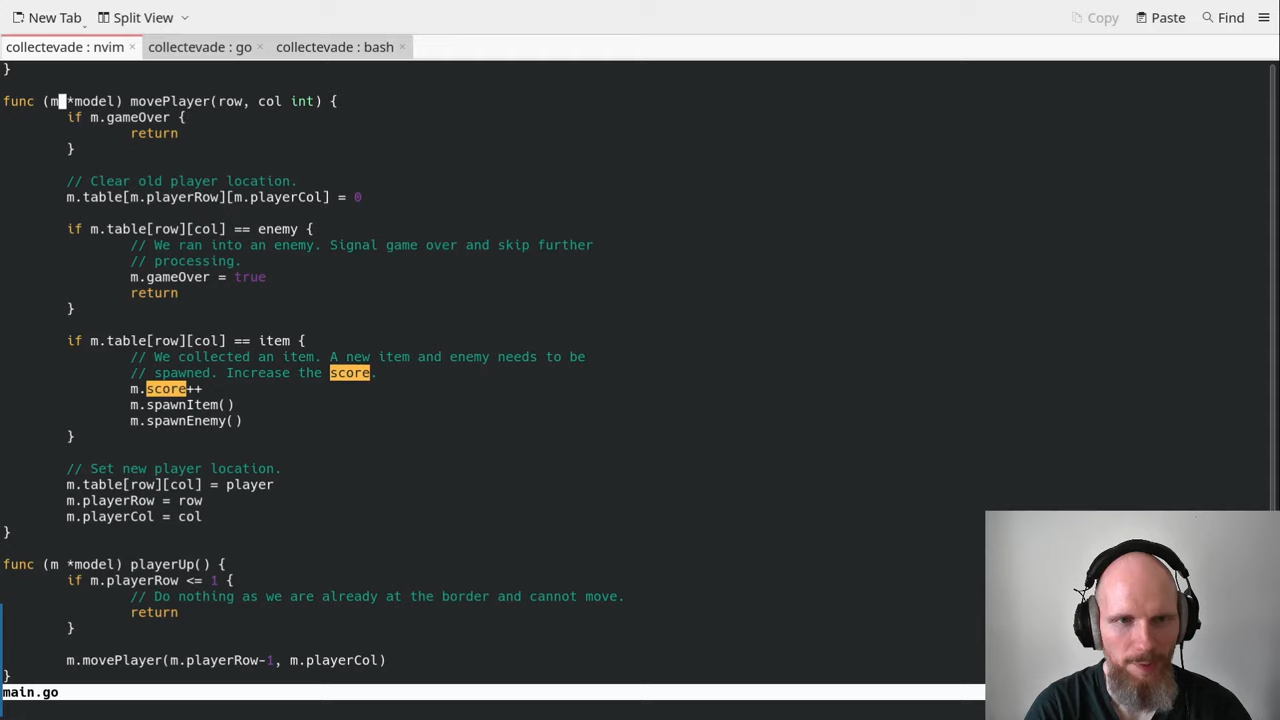 New Tab Split View Copy Paste Find
collectevade : nvim collectevade : go collectevade : bash
}
func (m *model) movePlayer(row, col int) {
if m.gameOver {
return
}
// Clear old player location.
m.table[m.playerRow][m.playerCol] = 0
if m.table[row][col] == enemy {
// We ran into an enemy. Signal game over and skip further
// processing.
m.gameOver = true
return
}
if m.table[row][col] == item {
// We collected an item. A new item and enemy needs to be
// spawned. Increase the score.
m.score++
m.spawnItem()
m.spawnEnemy()
}
// Set new player location.
m.table[row][col] = player
m.playerRow = row
m.playerCol = col
}
func (m *model) playerUp() {
if m.playerRow <= 1 {
// Do nothing as we are already at the border and cannot move.
return
}
m.movePlayer(m.playerRow-1, m.playerCol)
}
main.go